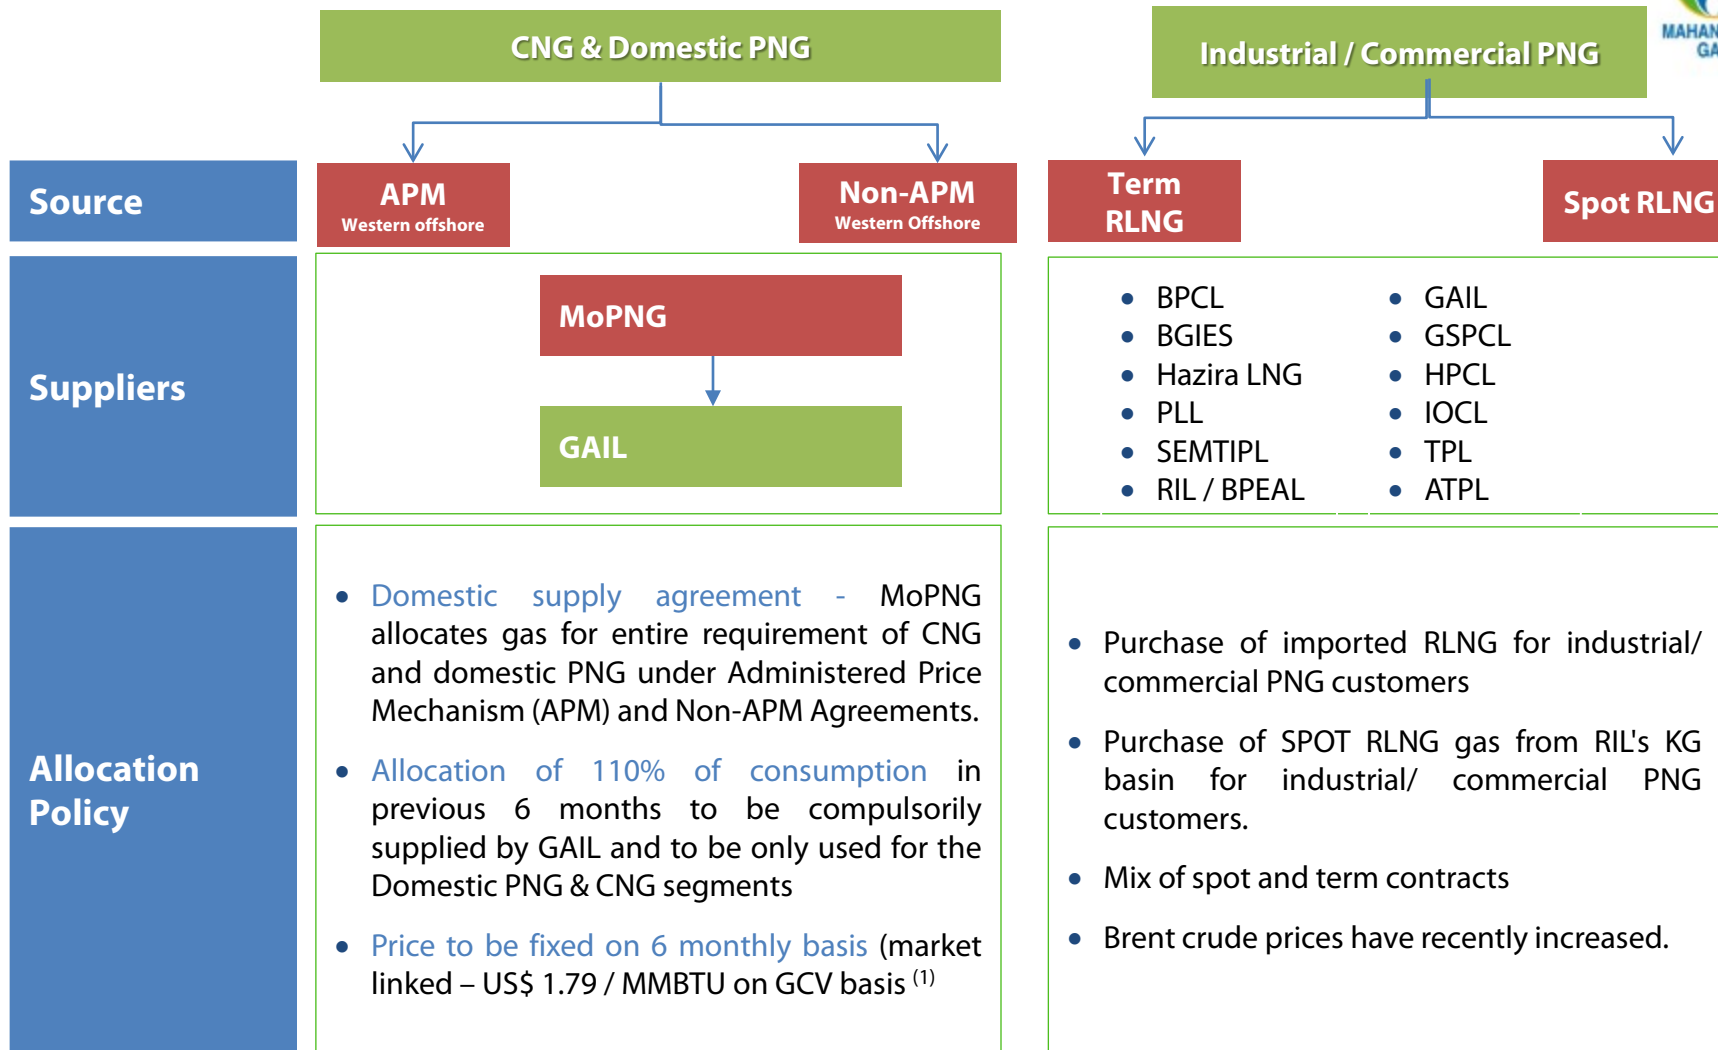 CNG & Domestic PNG
Industrial / Commercial PNG
Source
APM
Western offshore
Non-APM
Western Offshore
Term
RLNG
Spot RLNG
Suppliers
MoPNG
GAIL
• BPCL
• BGIES
• Hazira LNG
• PLL
• SEMTIPL
• RIL / BPEAL
• GAIL
• GSPCL
• HPCL
• IOCL
• TPL
• ATPL
Allocation
Policy
• Domestic supply agreement - MoPNG
allocates gas for entire requirement of CNG
and domestic PNG under Administered Price
Mechanism (APM) and Non-APM Agreements.
• Allocation of 110% of consumption in
previous 6 months to be compulsorily
supplied by GAIL and to be only used for the
Domestic PNG & CNG segments
• Price to be fixed on 6 monthly basis (market
linked – US$ 1.79 / MMBTU on GCV basis (1)
• Purchase of imported RLNG for industrial/
commercial PNG customers
• Purchase of SPOT RLNG gas from RIL's KG
basin for industrial/ commercial PNG
customers.
• Mix of spot and term contracts
• Brent crude prices have recently increased.